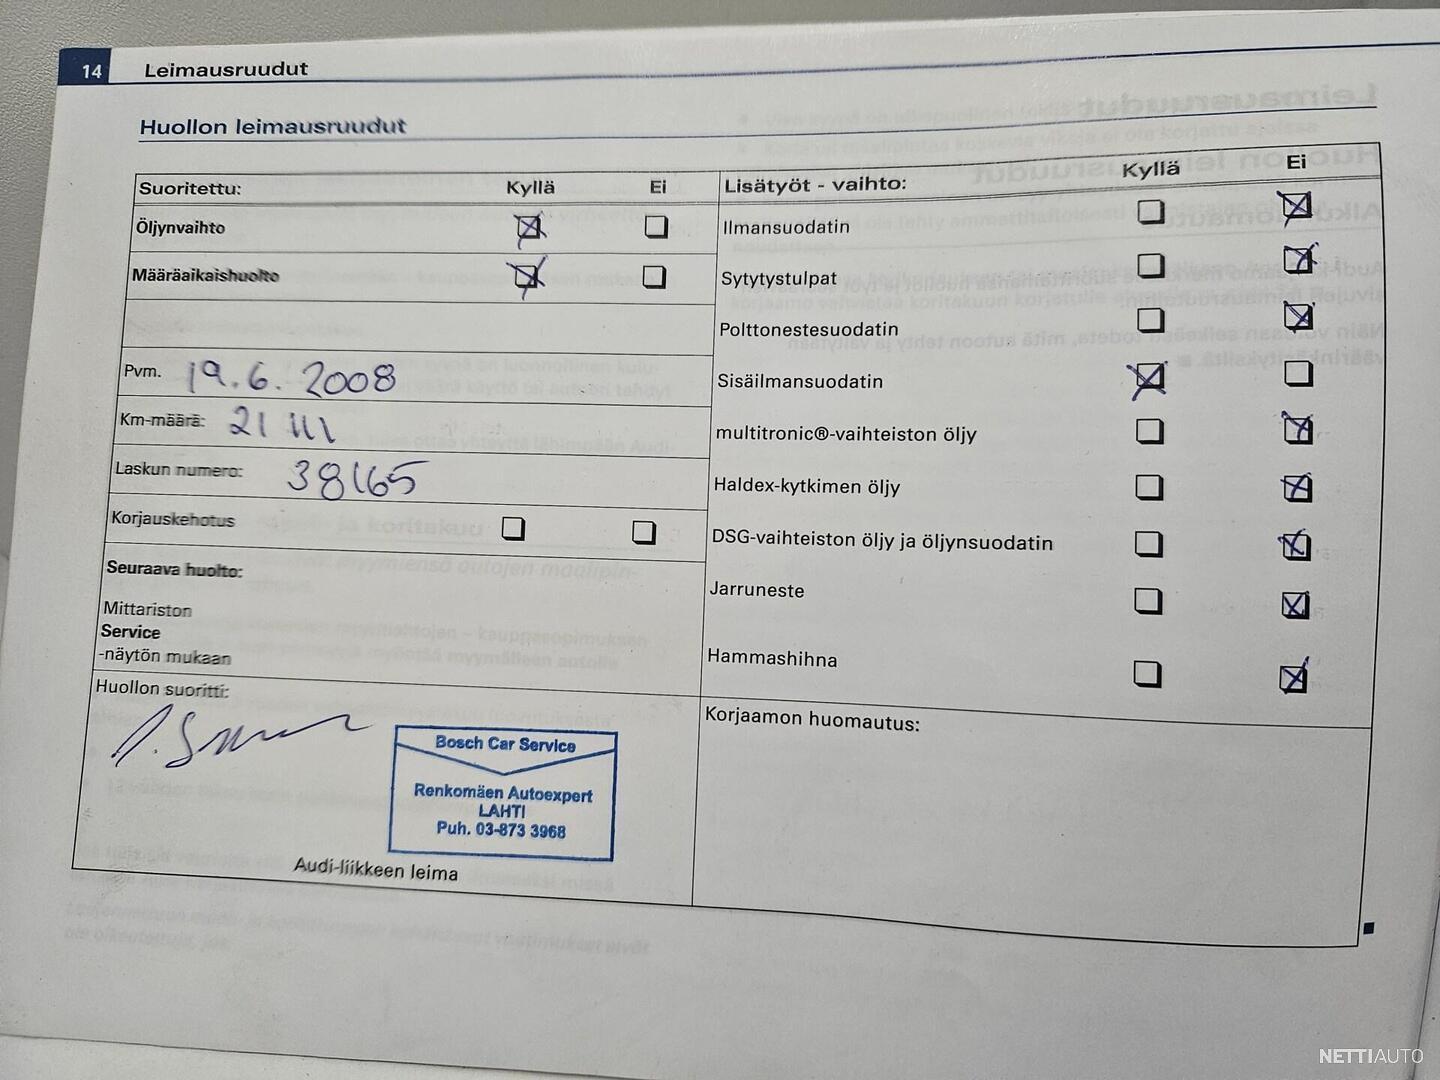 14 Leimausruudut
Huollon leimausruudut
Suoritettu: Kyllä Ei
Öljynvaihto
Määräaikaishuolto
Pvm. 19.6.2008
Km-määrä: 21 111
Laskun numero: 38165
Korjauskehotus
Seuraava huolto:
Mittariston
Service
-näytön mukaan
Huollon suoritti:
Bosch Car Service
Renkomäen Autoexpert
LAHTI
Puh. 03-873 3968
Audi-liikkeen leima
Lisätyöt - vaihto: Kyllä Ei
Ilmansuodatin
Sytytystulpat
Polttonestesuodatin
Sisäilmansuodatin
multitronic®-vaihteiston öljy
Haldex-kytkimen öljy
DSG-vaihteiston öljy ja öljynsuodatin
Jarruneste
Hammashihna
Korjaamon huomautus:
NETTIAUTO